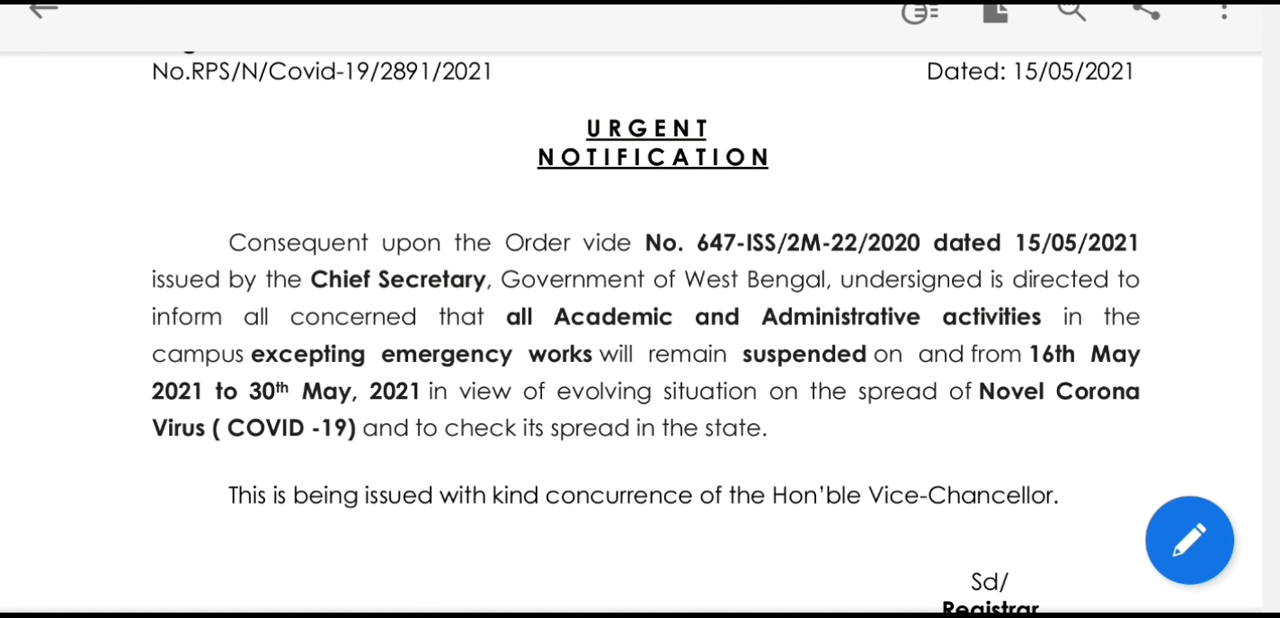 No.RPS/N/Covid-19/2891/2021 Dated: 15/05/2021
URGENT
NOTIFICATION
Consequent upon the Order vide No. 647-ISS/2M-22/2020 dated 15/05/2021
issued by the Chief Secretary, Government of West Bengal, undersigned is directed to
inform all concerned that all Academic and Administrative activities in the
campus excepting emergency works will remain suspended on and from 16th May
2021 to 30th May, 2021 in view of evolving situation on the spread of Novel Corona
Virus ( COVID -19) and to check its spread in the state.
This is being issued with kind concurrence of the Hon'ble Vice-Chancellor.
Sd/
Registrar